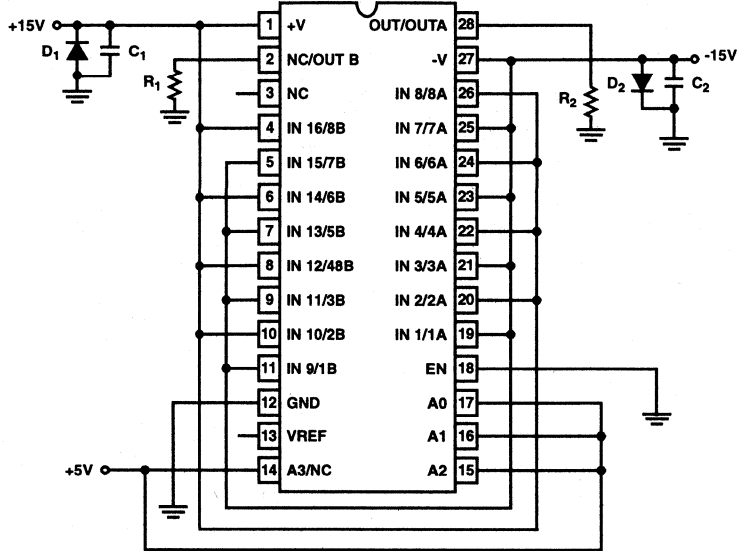 +15V
D1
C1
R1
1 +V
2 NC/OUT B
3 NC
4 IN 16/8B
5 IN 15/7B
6 IN 14/6B
7 IN 13/5B
8 IN 12/48B
9 IN 11/3B
10 IN 10/2B
11 IN 9/1B
12 GND
13 VREF
14 A3/NC
+5V
OUT/OUTA 28
-V 27
IN 8/8A 26
IN 7/7A 25
IN 6/6A 24
IN 5/5A 23
IN 4/4A 22
IN 3/3A 21
IN 2/2A 20
IN 1/1A 19
EN 18
A0 17
A1 16
A2 15
-15V
R2
D2
C2